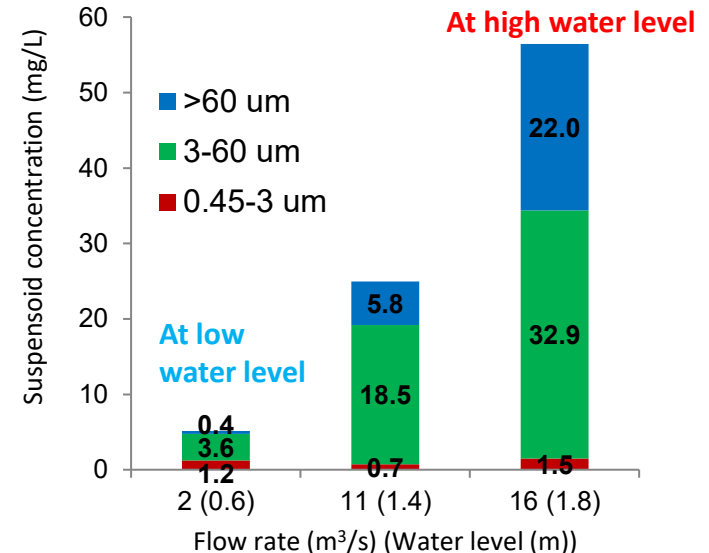 Suspensoid concentration (mg/L)
60
50
40
30
20
10
0
At high water level
>60 um
3-60 um
0.45-3 um
At low
water level
0.4
3.6
1.2
5.8
18.5
0.7
22.0
32.9
1.5
2 (0.6)
11 (1.4)
16 (1.8)
Flow rate (m³/s) (Water level (m))